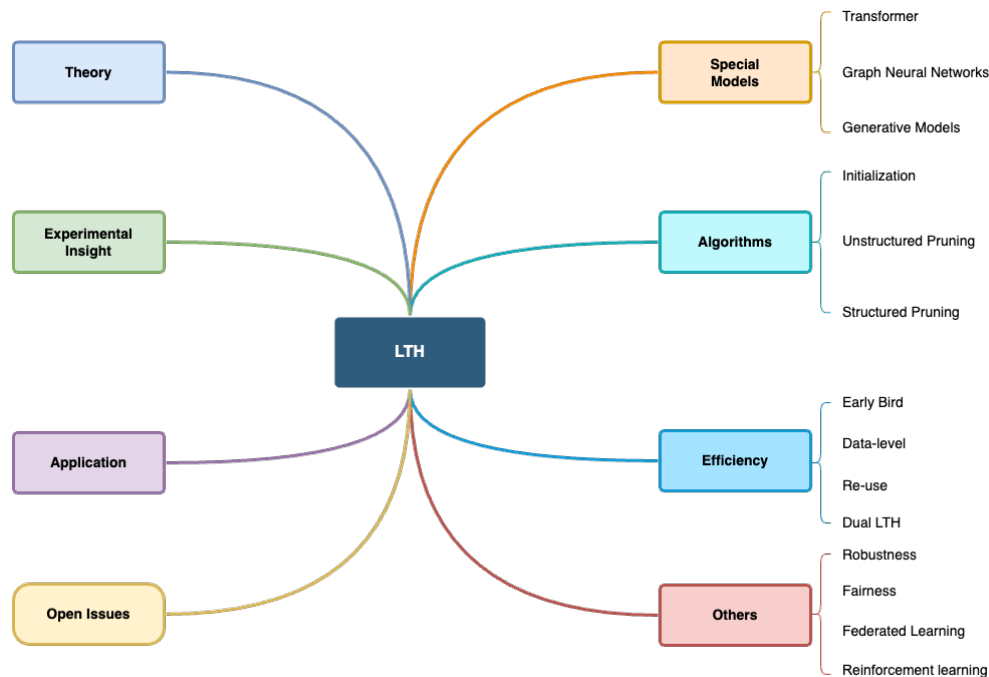 Theory
Experimental
Insight
LTH
Application
Open Issues
Special
Models
Transformer
Graph Neural Networks
Generative Models
Algorithms
Initialization
Unstructured Pruning
Structured Pruning
Efficiency
Early Bird
Data-level
Re-use
Dual LTH
Others
Robustness
Fairness
Federated Learning
Reinforcement learning